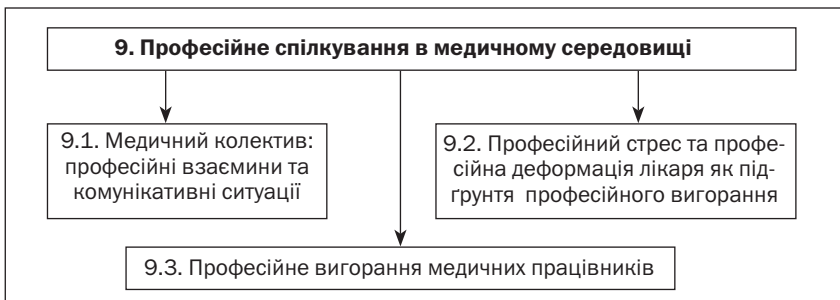 9. Професійне спілкування в медичному середовищі
9.1. Медичний колектив:
професійні взаємини та
комунікативні ситуації
9.2. Професійний стрес та профе-
сійна деформація лікаря як під-
ґрунтя професійного вигорання
9.3. Професійне вигорання медичних працівників